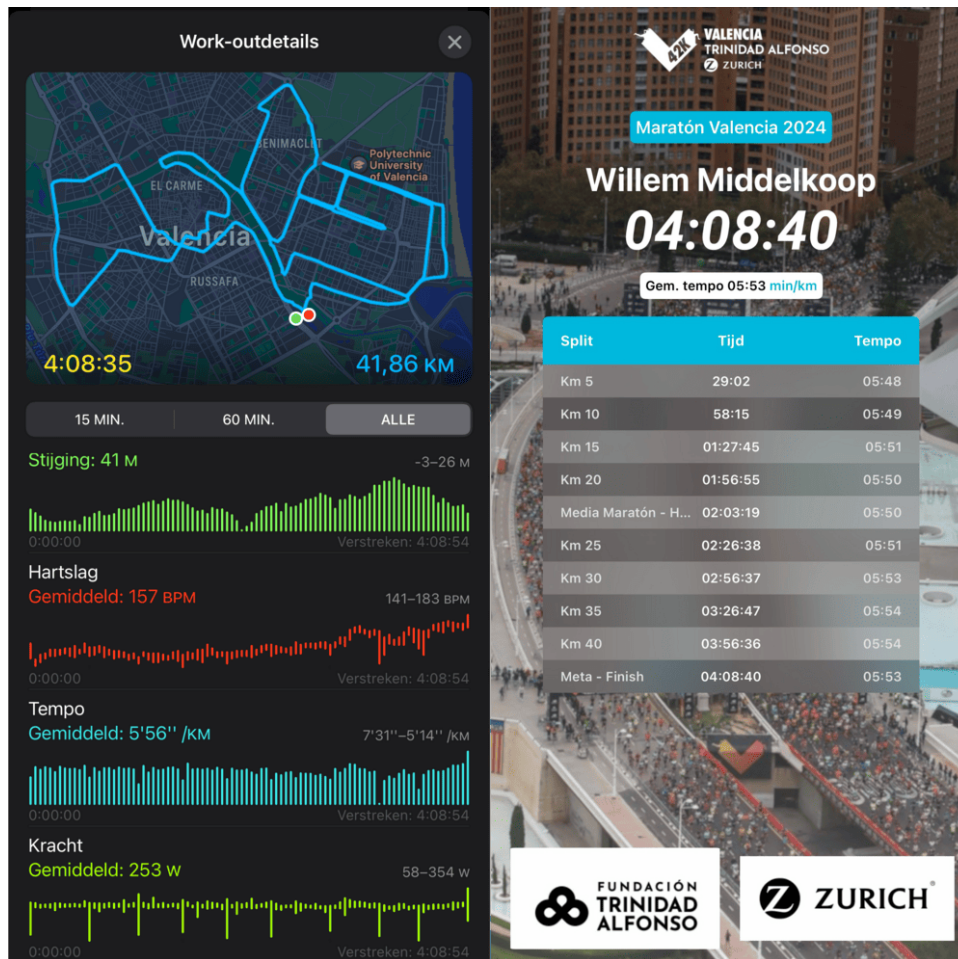 Work-outdetails
BENIMACLET
Polytechnic
University
of Valencia
EL CARME
Valencia
RUSSAFA
4:08:35
41,86 KM
15 MIN.
60 MIN.
ALLE
Stijging: 41 M
-3–26 M
0:00:00
Verstreken: 4:08:54
Hartslag
Gemiddeld: 157 BPM
141–183 BPM
0:00:00
Verstreken: 4:08:54
Tempo
Gemiddeld: 5'56'' /KM
7'31''–5'14'' /KM
0:00:00
Verstreken: 4:08:54
Kracht
Gemiddeld: 253 W
58–354 W
0:00:00
Verstreken: 4:08:54
42K
VALENCIA
TRINIDAD ALFONSO
ZURICH
Maratón Valencia 2024
Willem Middelkoop
04:08:40
Gem. tempo 05:53 min/km
Split Tijd Tempo
Km 5 29:02 05:48
Km 10 58:15 05:49
Km 15 01:27:45 05:51
Km 20 01:56:55 05:50
Media Maratón - H... 02:03:19 05:50
Km 25 02:26:38 05:51
Km 30 02:56:37 05:53
Km 35 03:26:47 05:54
Km 40 03:56:36 05:54
Meta - Finish 04:08:40 05:53
FUNDACIÓN
TRINIDAD
ALFONSO
ZURICH®